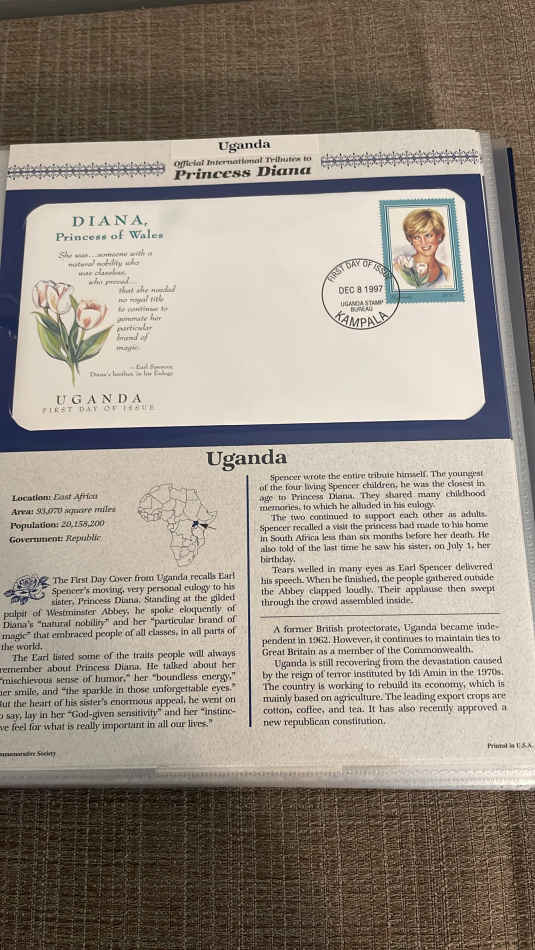 Uganda
Official International Tributes to
Princess Diana
DIANA,
Princess of Wales
She was...someone with a
natural nobility who
was classless,
who proved...
that she needed
no royal title
to continue to
generate her
particular
brand of
magic.
—Earl Spencer,
Diana's brother, in his Eulogy
UGANDA
FIRST DAY OF ISSUE
FIRST DAY OF ISSUE
DEC 8 1997
UGANDA STAMP
BUREAU
KAMPALA
Uganda
Location: East Africa
Area: 93,070 square miles
Population: 20,158,200
Government: Republic
The First Day Cover from Uganda recalls Earl
Spencer's moving, very personal eulogy to his
sister, Princess Diana. Standing at the gilded
pulpit of Westminster Abbey, he spoke eloquently of
Diana's "natural nobility" and her "particular brand of
magic" that embraced people of all classes, in all parts of
the world.
The Earl listed some of the traits people will always
remember about Princess Diana. He talked about her
"mischievous sense of humor," her "boundless energy,"
her smile, and "the sparkle in those unforgettable eyes."
But the heart of his sister's enormous appeal, he went on
o say, lay in her "God-given sensitivity" and her "instinc-
ve feel for what is really important in all our lives."
Spencer wrote the entire tribute himself. The youngest
of the four living Spencer children, he was the closest in
age to Princess Diana. They shared many childhood
memories, to which he alluded in his eulogy.
The two continued to support each other as adults.
Spencer recalled a visit the princess had made to his home
in South Africa less than six months before her death. He
also told of the last time he saw his sister, on July 1, her
birthday.
Tears welled in many eyes as Earl Spencer delivered
his speech. When he finished, the people gathered outside
the Abbey clapped loudly. Their applause then swept
through the crowd assembled inside.
A former British protectorate, Uganda became inde-
pendent in 1962. However, it continues to maintain ties to
Great Britain as a member of the Commonwealth.
Uganda is still recovering from the devastation caused
by the reign of terror instituted by Idi Amin in the 1970s.
The country is working to rebuild its economy, which is
mainly based on agriculture. The leading export crops are
cotton, coffee, and tea. It has also recently approved a
new republican constitution.
mmemorative Society
Printed in U.S.A.